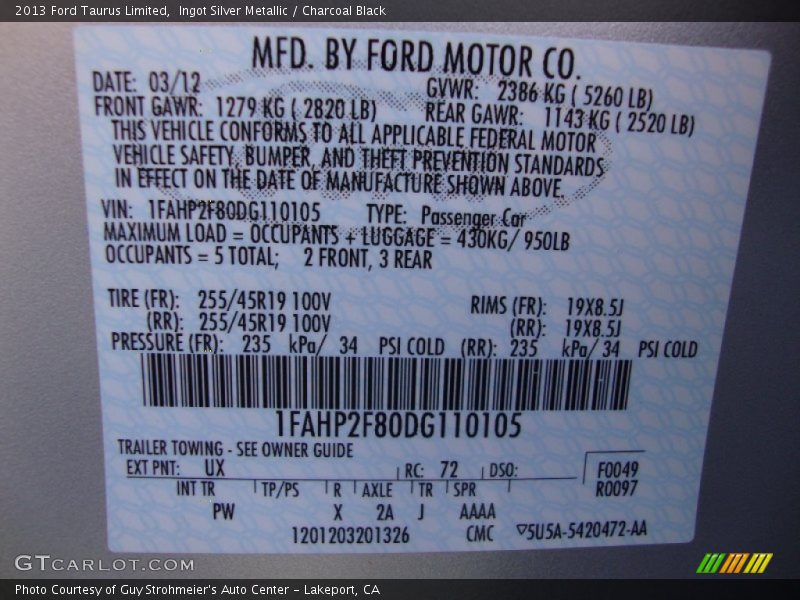 2013 Ford Taurus Limited,  Ingot Silver Metallic / Charcoal Black
MFD. BY FORD MOTOR CO.
DATE: 03/12 GVWR: 2386 KG ( 5260 LB)
FRONT GAWR: 1279 KG ( 2820 LB) REAR GAWR: 1143 KG ( 2520 LB)
THIS VEHICLE CONFORMS TO ALL APPLICABLE FEDERAL MOTOR
VEHICLE SAFETY, BUMPER, AND THEFT PREVENTION STANDARDS
IN EFFECT ON THE DATE OF MANUFACTURE SHOWN ABOVE.
VIN: 1FAHP2F80DG110105 TYPE: Passenger Car
MAXIMUM LOAD = OCCUPANTS + LUGGAGE = 430KG/ 950LB
OCCUPANTS = 5 TOTAL; 2 FRONT, 3 REAR
TIRE (FR): 255/45R19 100V RIMS (FR): 19X8.5J
(RR): 255/45R19 100V (RR): 19X8.5J
PRESSURE (FR): 235 kPa/ 34 PSI COLD (RR): 235 kPa/ 34 PSI COLD
1FAHP2F80DG110105
TRAILER TOWING - SEE OWNER GUIDE
EXT PNT: UX RC: 72 DSO: F0049
INT TR TP/PS R AXLE TR SPR R0097
PW X 2A J AAAA
1201203201326 CMC ▽5U5A-5420472-AA
GTCARLOT.COM
Photo Courtesy of Guy Strohmeier's Auto Center – Lakeport, CA